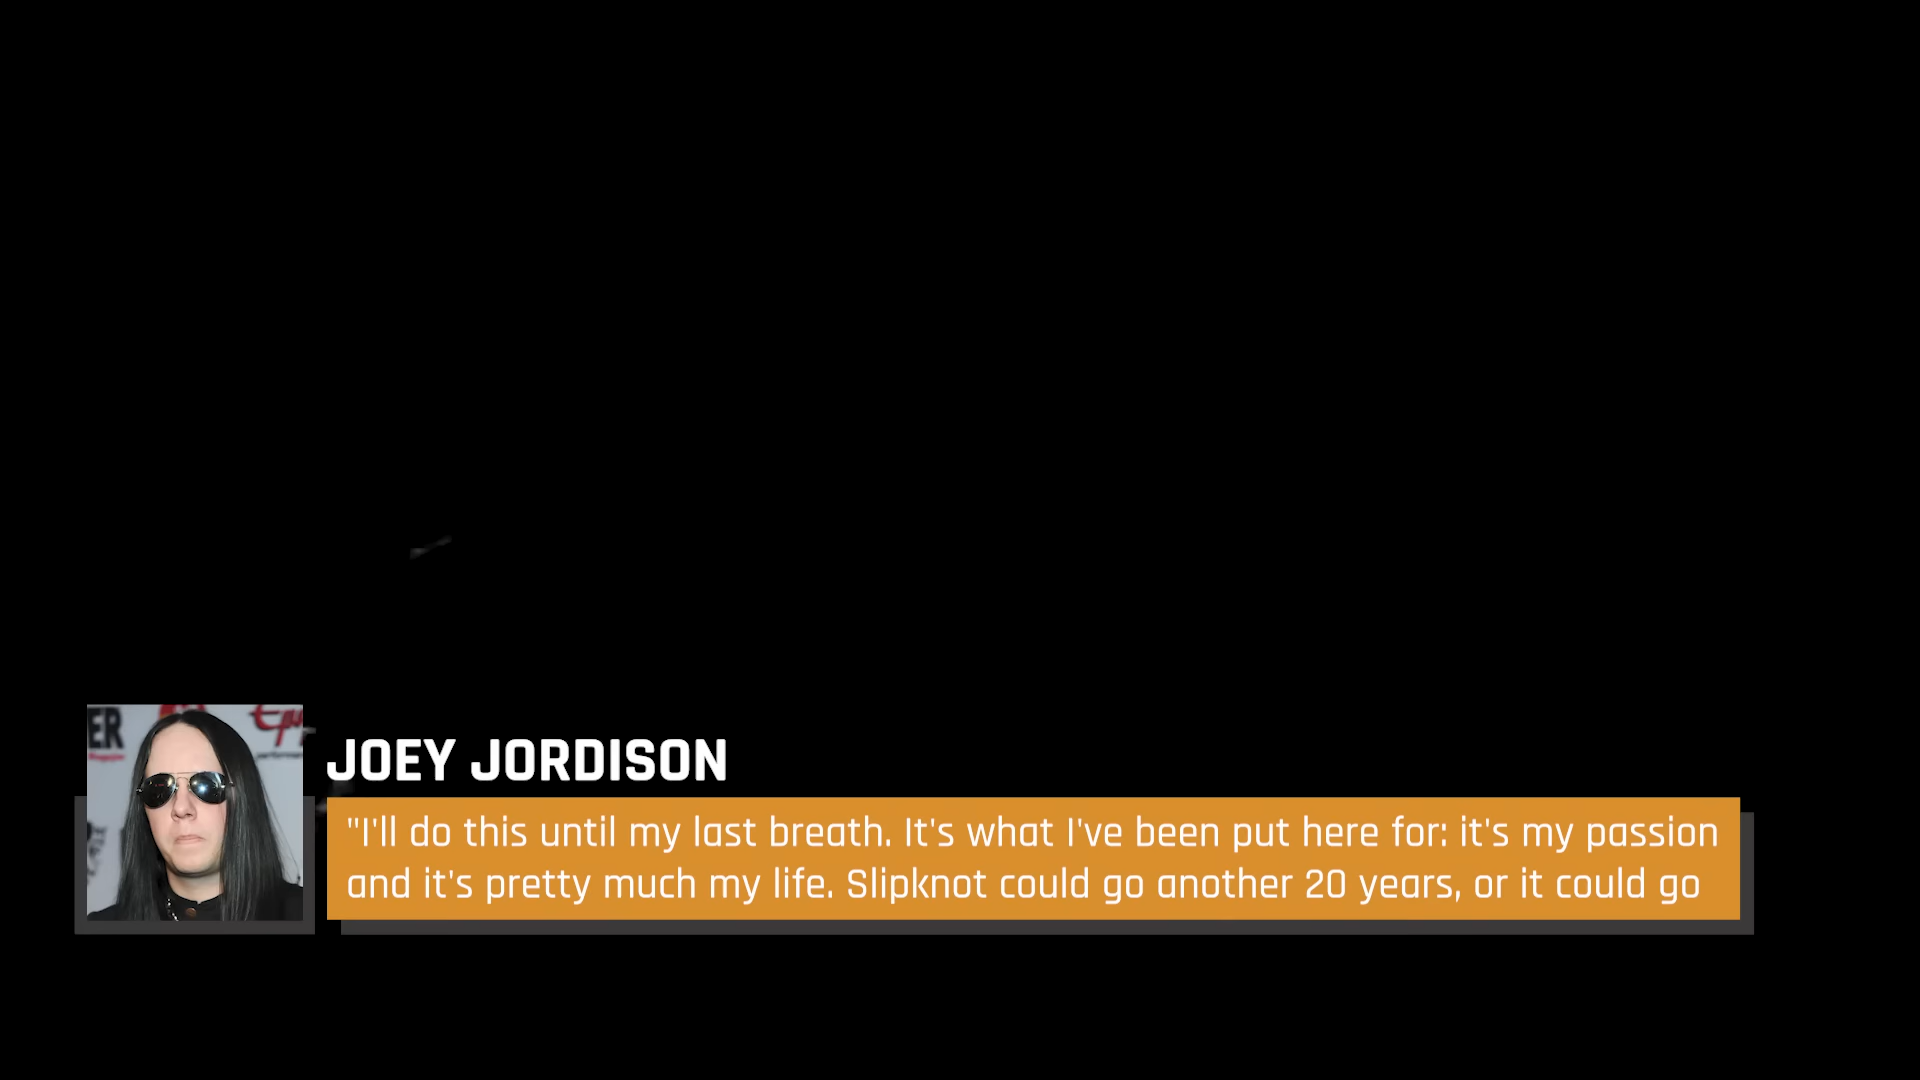 ER
JOEY JORDISON
"I'll do this until my last breath. It's what I've been put here for: it's my passion
and it's pretty much my life. Slipknot could go another 20 years, or it could go